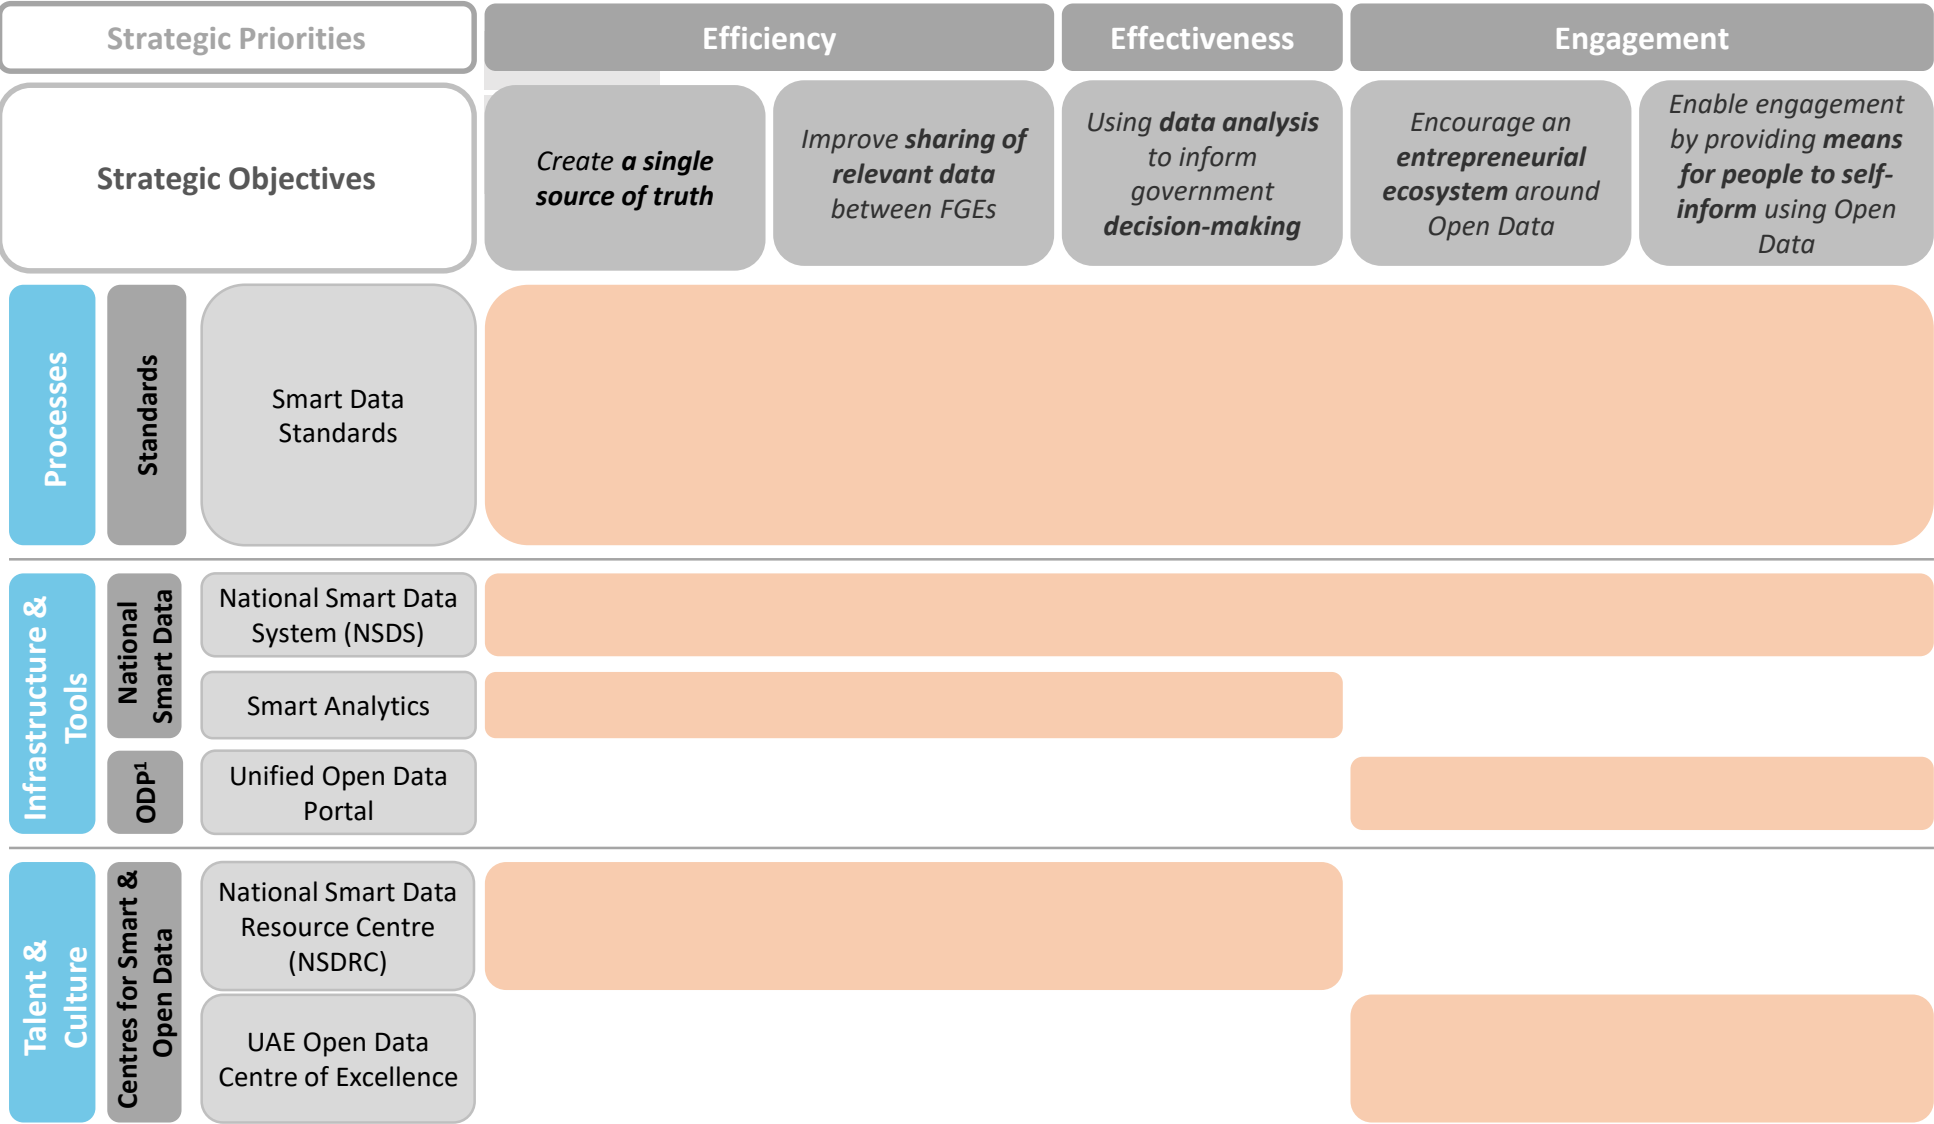 Strategic Priorities
Efficiency
Effectiveness
Engagement
Strategic Objectives
Create a single
source of truth
Improve sharing of
relevant data
between FGEs
Using data analysis
to inform
government
decision-making
Encourage an
entrepreneurial
ecosystem around
Open Data
Enable engagement
by providing means
for people to self-
inform using Open
Data
Processes
Standards
Smart Data
Standards
Infrastructure &
Tools
National
Smart Data
National Smart Data
System (NSDS)
Smart Analytics
ODP¹
Unified Open Data
Portal
Talent &
Culture
Centres for Smart &
Open Data
National Smart Data
Resource Centre
(NSDRC)
UAE Open Data
Centre of Excellence